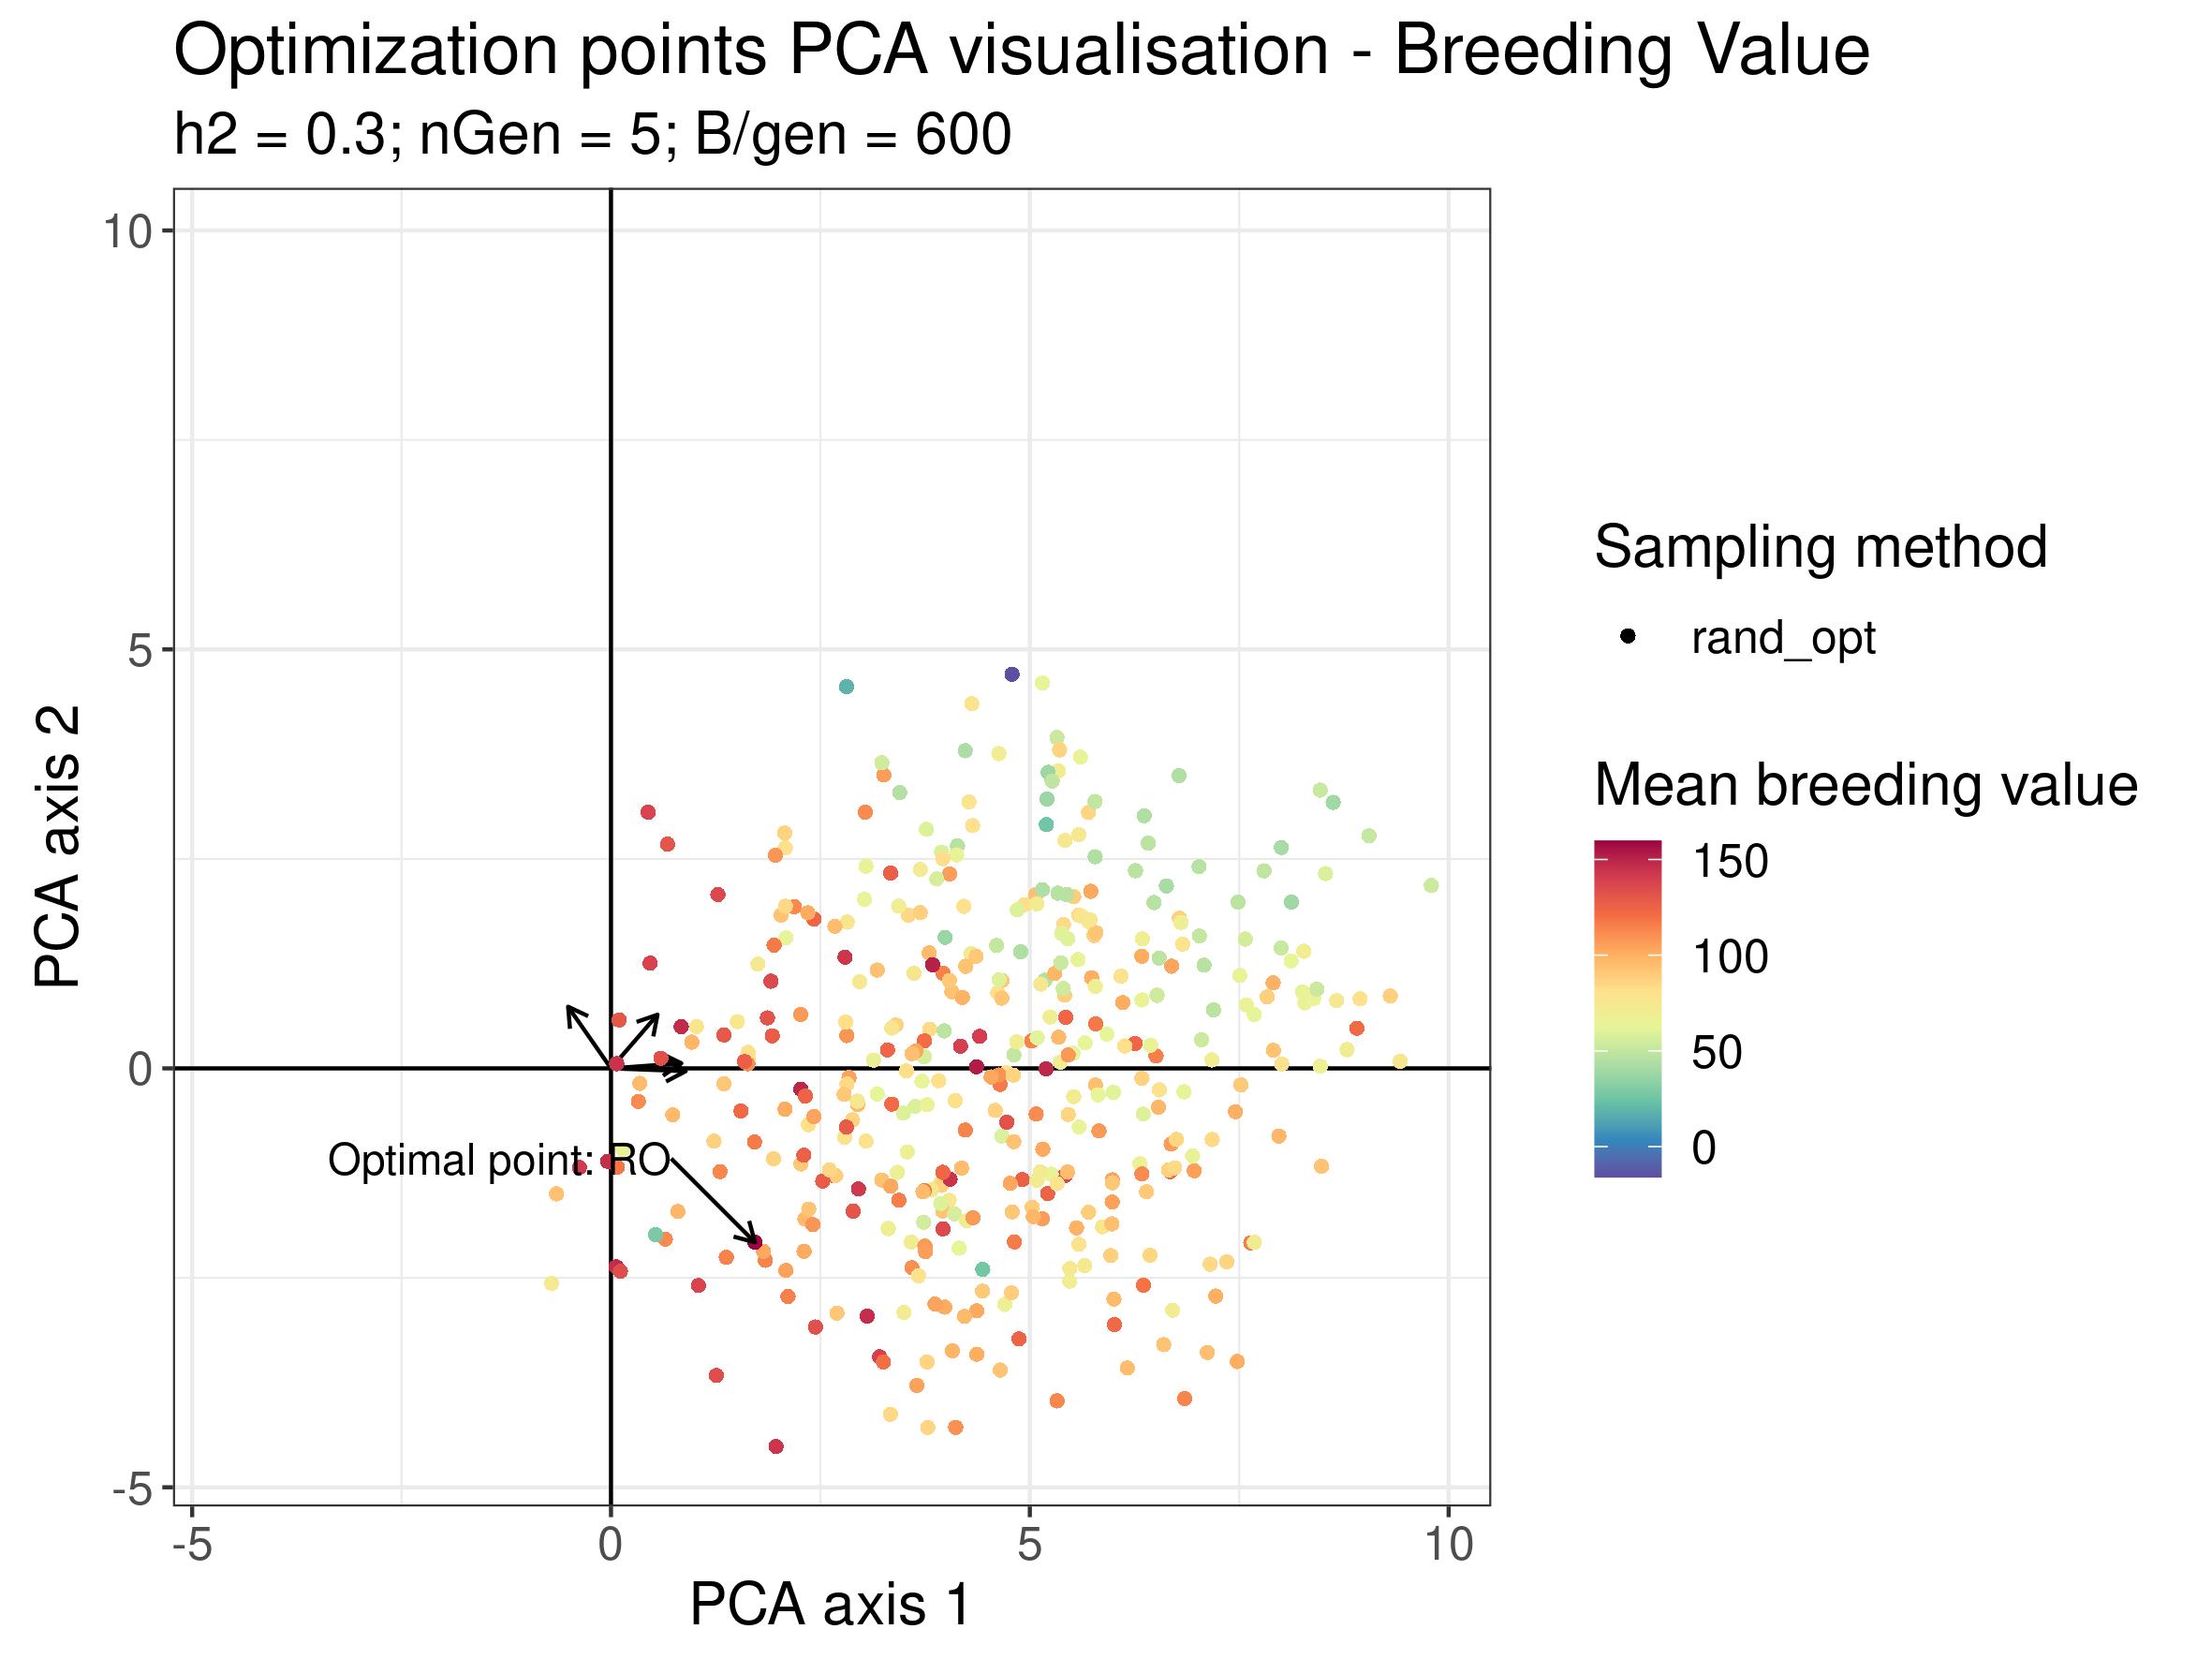 Optimization points PCA visualisation - Breeding Value
h2 = 0.3; nGen = 5; B/gen = 600
10
5
0
-5
PCA axis 2
Optimal point: RO
-5
0
5
10
PCA axis 1
Sampling method
rand_opt
Mean breeding value
150
100
50
0